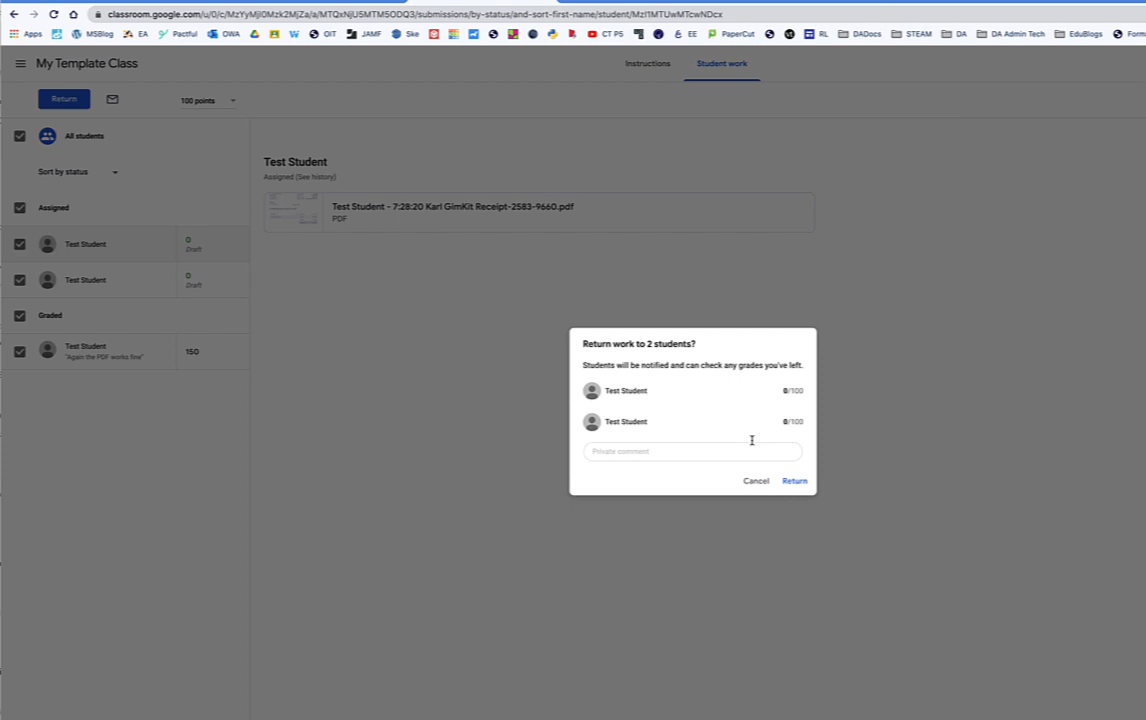 classroom.google.com/u/0/c/MzYyMjI0Mzk2MjZa/a/MTQxNjU5MTM5ODQ3/submissions/by-status/and-sort-first-name/student/MzI1MTUwMTcwNDcx
Apps MSBlog EA Pactful OWA W OIT JAMF Ske CT P5 EE PaperCut RL DADocs STEAM DA DA Admin Tech EduBlogs Form
My Template Class
Instructions
Student work
Return
100 points
All students
Sort by status
Assigned
Test Student
0
Draft
Test Student
0
Draft
Graded
Test Student
"Again the PDF works fine"
150
Test Student
Assigned (See history)
Test Student - 7:28:20 Karl GimKit Receipt-2583-9660.pdf
PDF
Return work to 2 students?
Students will be notified and can check any grades you've left.
Test Student 0/100
Test Student 0/100
Private comment
Cancel Return